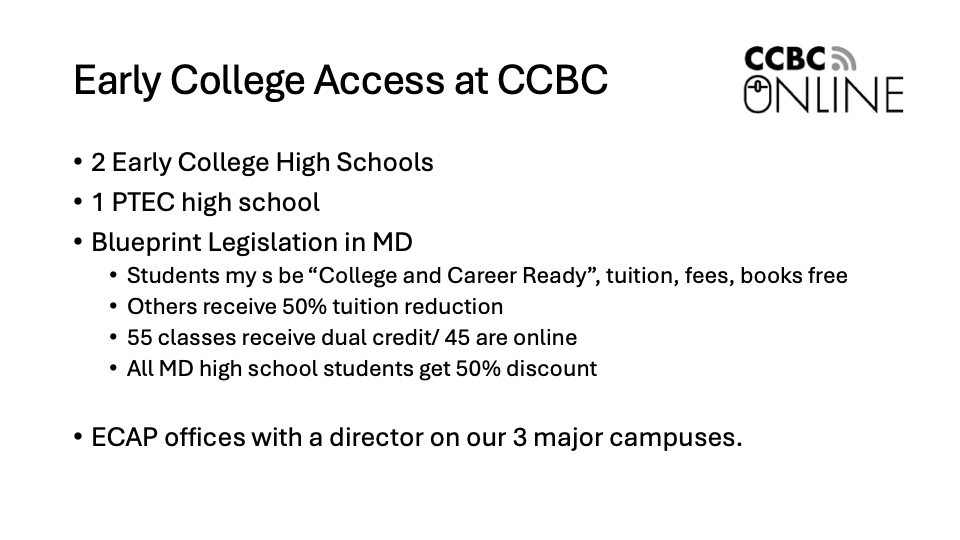 Early College Access at CCBC
CCBC
ONLINE
• 2 Early College High Schools
• 1 PTEC high school
• Blueprint Legislation in MD
• Students my s be “College and Career Ready”, tuition, fees, books free
• Others receive 50% tuition reduction
• 55 classes receive dual credit/ 45 are online
• All MD high school students get 50% discount
• ECAP offices with a director on our 3 major campuses.